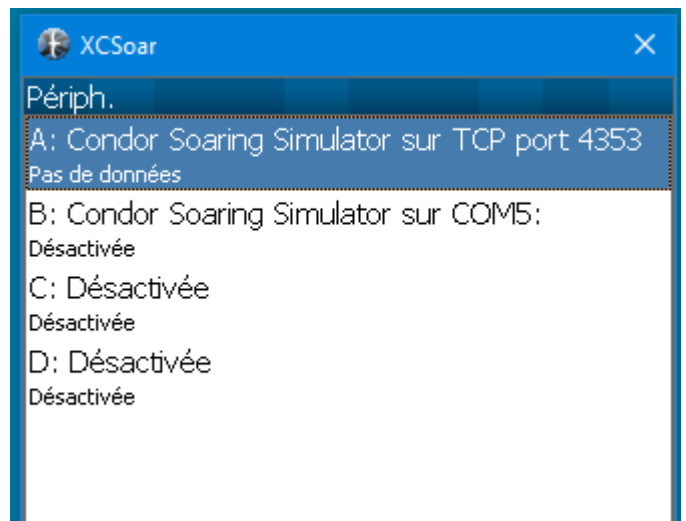 XCSoar
Périph.
A: Condor Soaring Simulator sur TCP port 4353
Pas de données
B: Condor Soaring Simulator sur COM5:
Désactivée
C: Désactivée
Désactivée
D: Désactivée
Désactivée